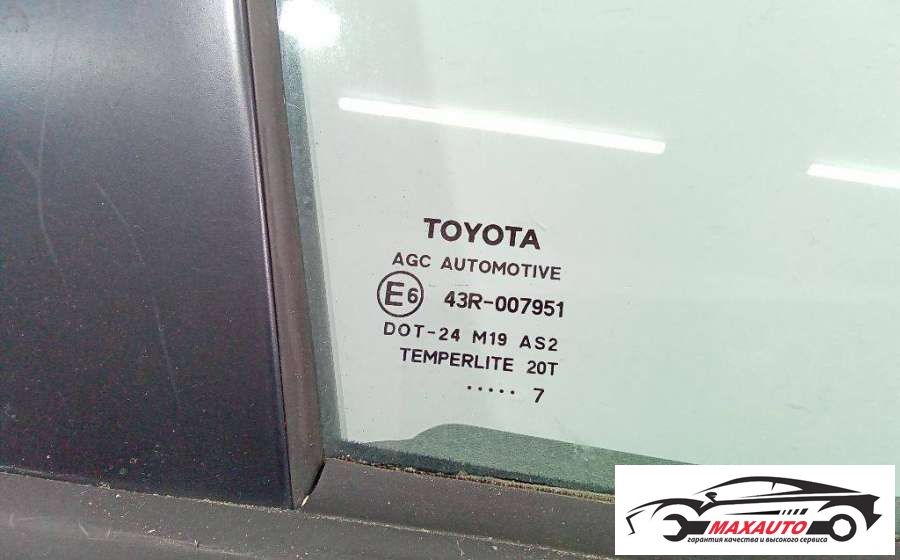 TOYOTA
AGC AUTOMOTIVE
E6 43R-007951
DOT-24 M19 AS2
TEMPERLITE 20T
..... 7
MAXAUTO
гарантия качества и высокого сервиса